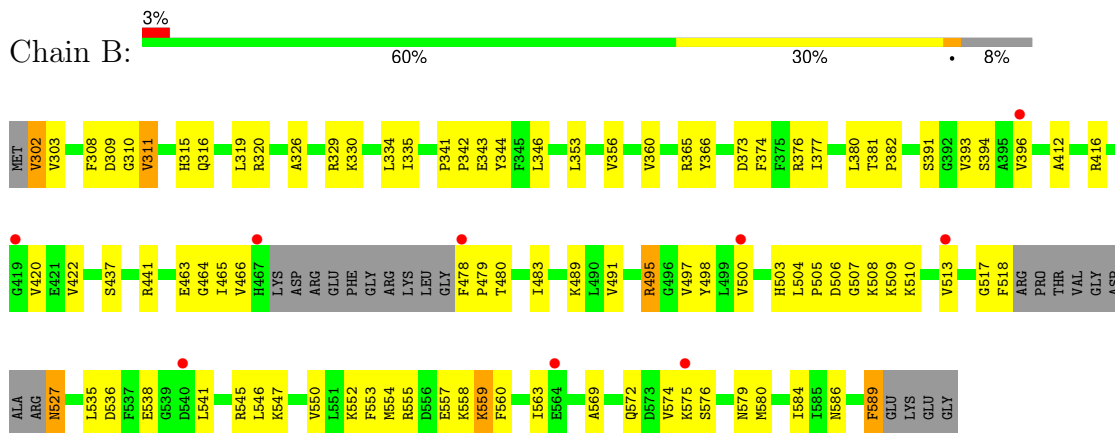 3%
Chain B:
60% 30% • 8%
MET V302 V303 F308 D309 G310 V311 H315 Q316 L319 R320 A326 R329 K330 L334 I335 P341 P342 E343 Y344 F345 L346 L353 V356 V360 R365 Y366 D373 F374 F375 R376 I377 L380 T381 P382 S391 G392 V393 S394 A395 V396 A412 R416
G419 V420 E421 V422 S437 R441 E463 G464 I465 V466 H467 LYS ASP ARG GLU PHE GLY ARG LYS LEU GLY F478 P479 T480 I483 K489 L490 V491 R495 G496 V497 Y498 L499 V500 H503 L504 P505 D506 G507 K508 K509 K510 V513 G517 F518 ARG PRO THR VAL GLY ASP
ALA ARG N527 L535 D536 F537 E538 G539 D540 L541 R545 L546 K547 V550 L551 K552 F553 M554 R555 D556 E557 K558 K559 F560 I563 E564 A569 Q572 D573 V574 K575 S576 N579 M580 I584 I585 N586 F589 GLU LYS GLU GLY